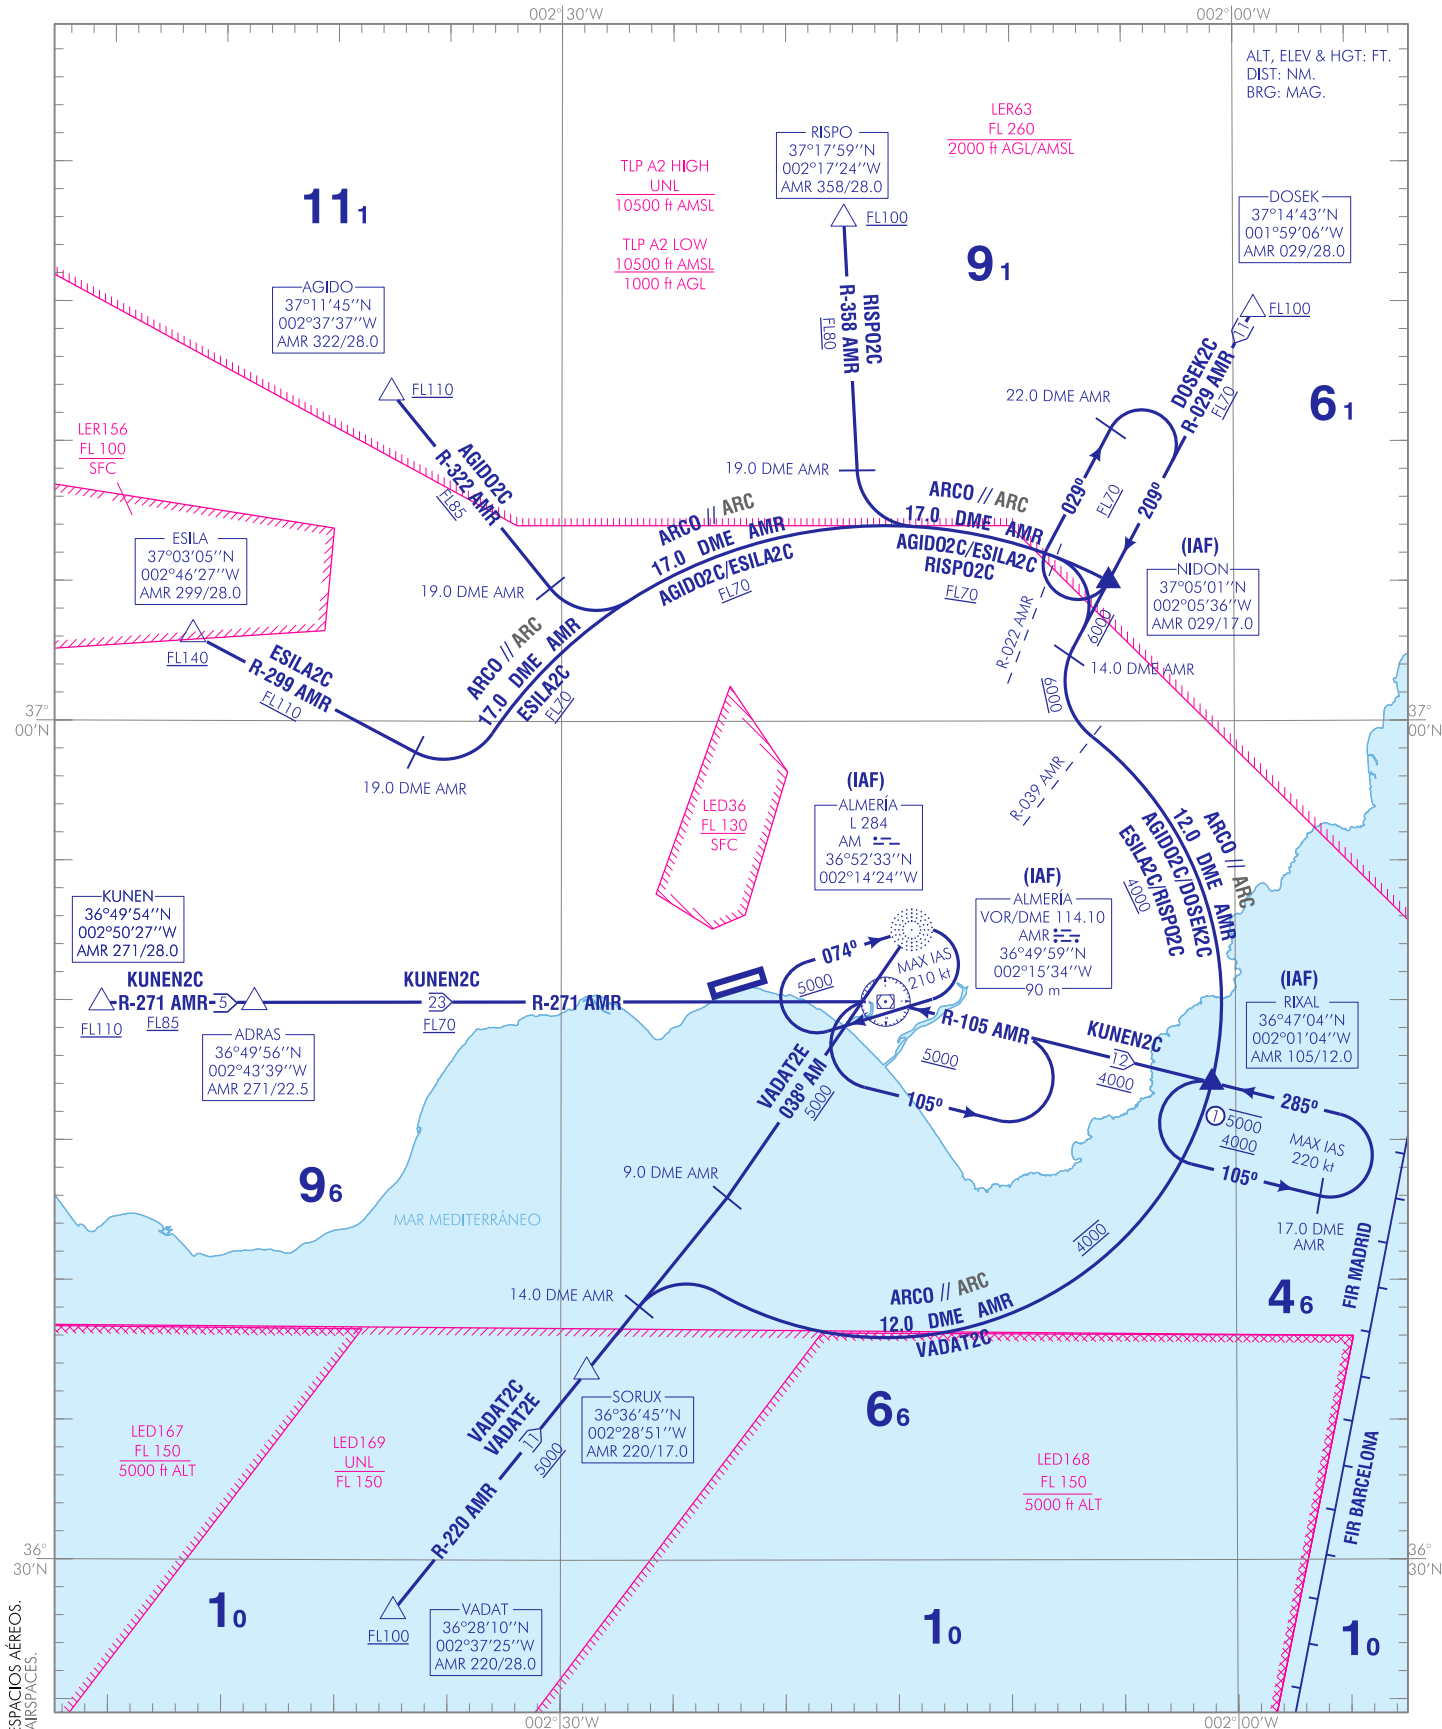 002°30'W
002°00'W
ALT, ELEV & HGT: FT.
DIST: NM.
BRG: MAG.
LER63
FL 260
2000 ft AGL/AMSL
RISPO
37°17'59''N
002°17'24''W
AMR 358/28.0
FL100
TLP A2 HIGH
UNL
10500 ft AMSL
TLP A2 LOW
10500 ft AMSL
1000 ft AGL
11 1
9 1
DOSEK
37°14'43''N
001°59'06''W
AMR 029/28.0
FL100
11
DOSEK2C
R-029 AMR
FL70
6 1
AGIDO
37°11'45''N
002°37'37''W
AMR 322/28.0
FL110
RISPO2C
R-358 AMR
FL80
22.0 DME AMR
LER156
FL 100
SFC
AGIDO2C
R-322 AMR
FL85
19.0 DME AMR
029º
FL70
209º
ARCO // ARC
17.0 DME AMR
AGIDO2C/ESILA2C
RISPO2C
FL70
ARCO // ARC
17.0 DME AMR
AGIDO2C/ESILA2C
FL70
ESILA
37°03'05''N
002°46'27''W
AMR 299/28.0
FL140
19.0 DME AMR
(IAF)
NIDON
37°05'01''N
002°05'36''W
AMR 029/17.0
R-022 AMR
6000
14.0 DME AMR
6000
ESILA2C
R-299 AMR
FL110
ARCO // ARC
17.0 DME AMR
ESILA2C
FL70
37°
00'N
37°
00'N
19.0 DME AMR
R-039 AMR
LED36
FL 130
SFC
(IAF)
ALMERÍA
L 284
AM
36°52'33''N
002°14'24''W
ARCO // ARC
12.0 DME AMR
AGIDO2C/DOSEK2C
ESILA2C/RISPO2C
4000
(IAF)
ALMERÍA
VOR/DME 114.10
AMR
36°49'59''N
002°15'34''W
90 m
KUNEN
36°49'54''N
002°50'27''W
AMR 271/28.0
KUNEN2C
R-271 AMR
5
FL110
FL85
KUNEN2C
23
FL70
R-271 AMR
ADRAS
36°49'56''N
002°43'39''W
AMR 271/22.5
074º
5000
MAX IAS
210 kt
(IAF)
RIXAL
36°47'04''N
002°01'04''W
AMR 105/12.0
R-105 AMR
KUNEN2C
12
4000
5000
105º
VADAT2E
038º AM
5000
285º
1
5000
4000
MAX IAS
220 kt
105º
17.0 DME
AMR
9.0 DME AMR
9 6
MAR MEDITERRÁNEO
4000
14.0 DME AMR
ARCO // ARC
12.0 DME AMR
VADAT2C
4 6
FIR MADRID
FIR BARCELONA
SORUX
36°36'45''N
002°28'51''W
AMR 220/17.0
VADAT2C
VADAT2E
11
5000
R-220 AMR
6 6
LED167
FL 150
5000 ft ALT
LED169
UNL
FL 150
LED168
FL 150
5000 ft ALT
36°
30'N
36°
30'N
1 0
VADAT
36°28'10''N
002°37'25''W
AMR 220/28.0
FL100
1 0
1 0
002°30'W
002°00'W
ESPACIOS AÉREOS.
AIRSPACES.